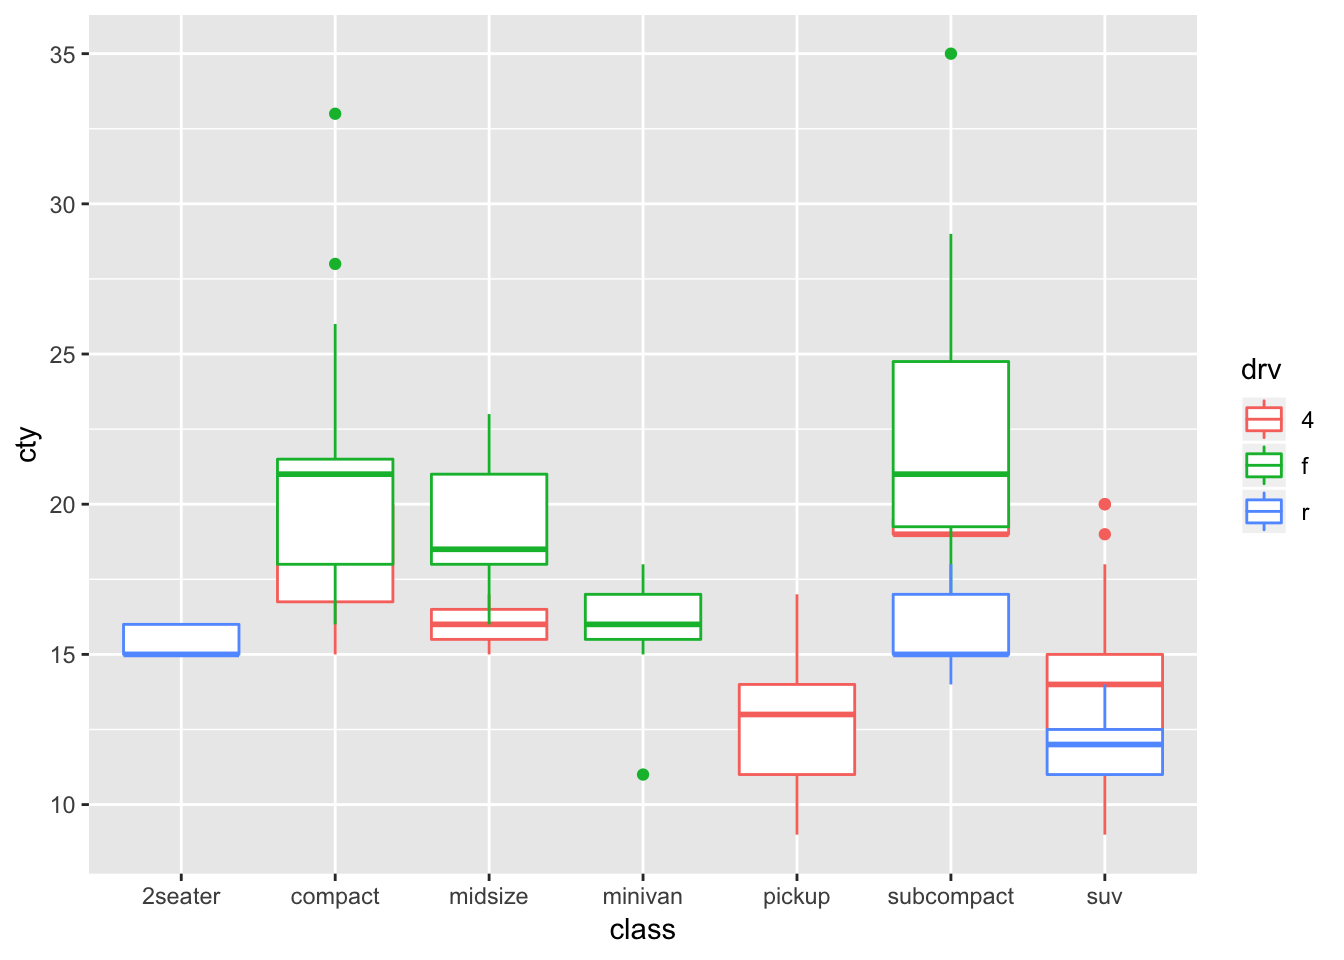 35
30
25
20
15
10
cty
2seater compact midsize minivan pickup subcompact suv
class
drv
4
f
r